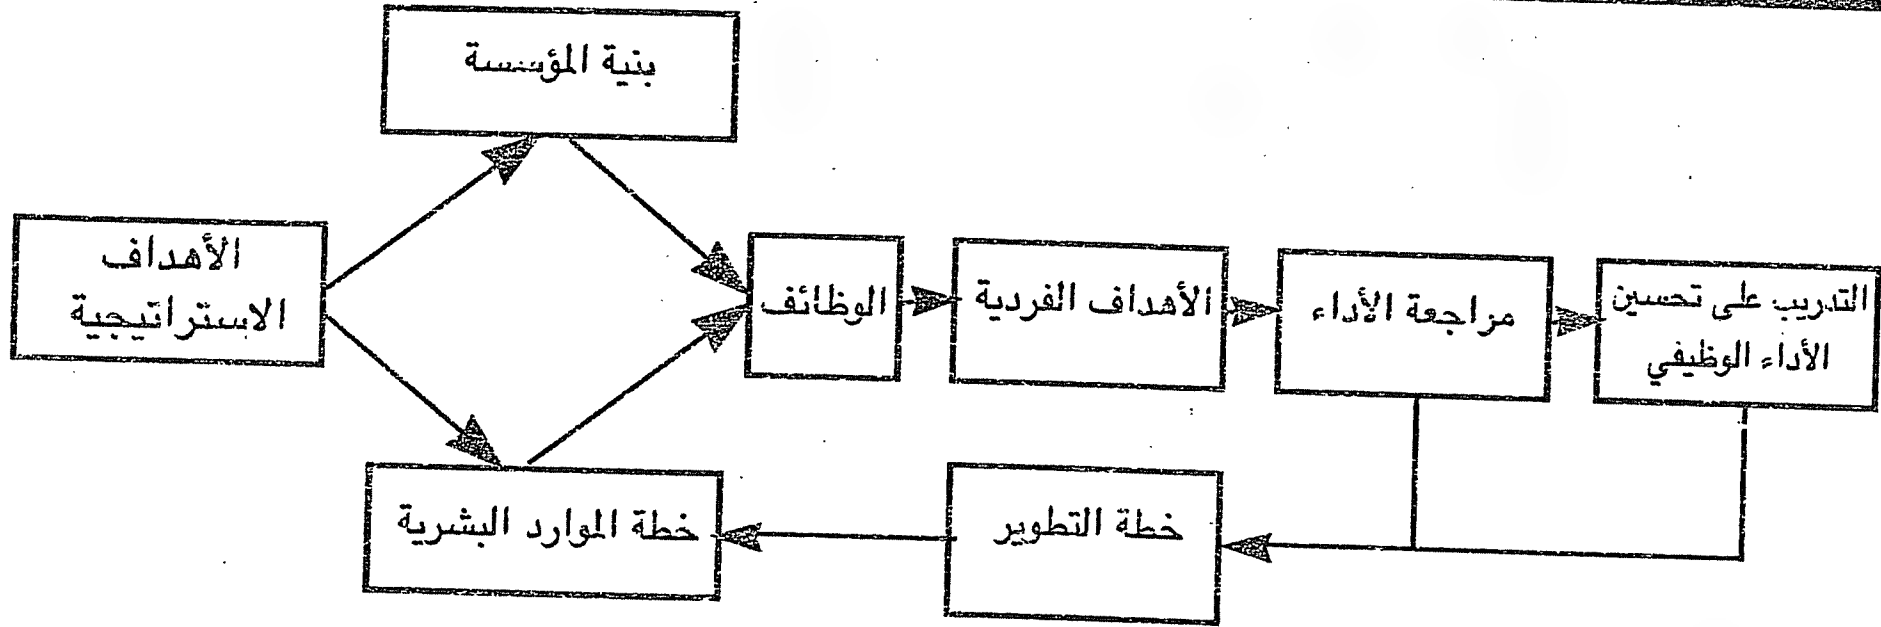 بنية المؤسسة
الأهداف
الاستراتيجية
الوظائف
الأهداف الفردية
مراجعة الأداء
التدريب على تحسين
الأداء الوظيفي
خطة الموارد البشرية
خطة التطوير